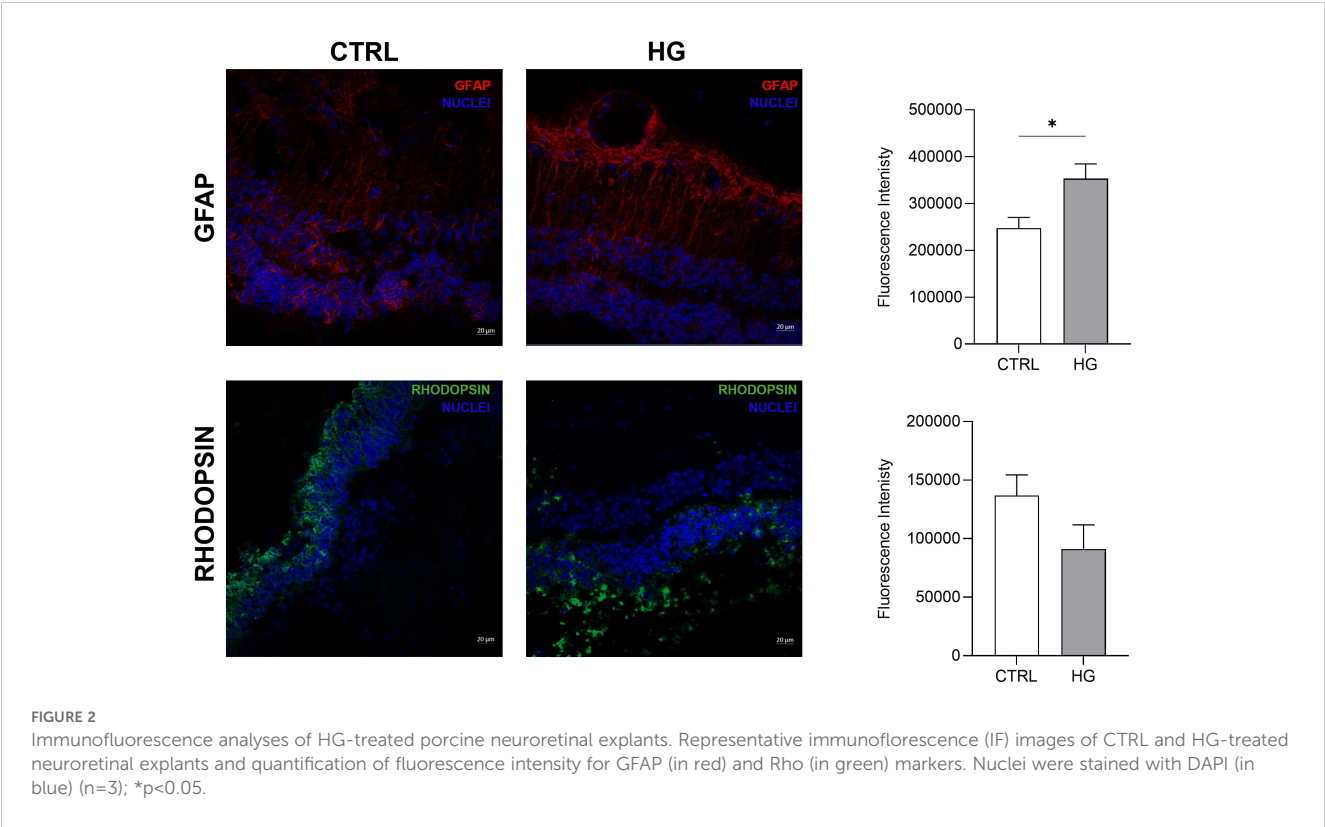 CTRL
HG
GFAP
GFAP
NUCLEI
20 µm
GFAP
NUCLEI
20 µm
500000
400000
300000
200000
100000
0
Fluorescence Intenisty
*
CTRL
HG
RHODOPSIN
RHODOPSIN
NUCLEI
20 µm
RHODOPSIN
NUCLEI
20 µm
200000
150000
100000
50000
0
Fluorescence Intenisty
CTRL
HG
FIGURE 2
Immunofluorescence analyses of HG-treated porcine neuroretinal explants. Representative immunoflorescence (IF) images of CTRL and HG-treated
neuroretinal explants and quantification of fluorescence intensity for GFAP (in red) and Rho (in green) markers. Nuclei were stained with DAPI (in
blue) (n=3); *p<0.05.